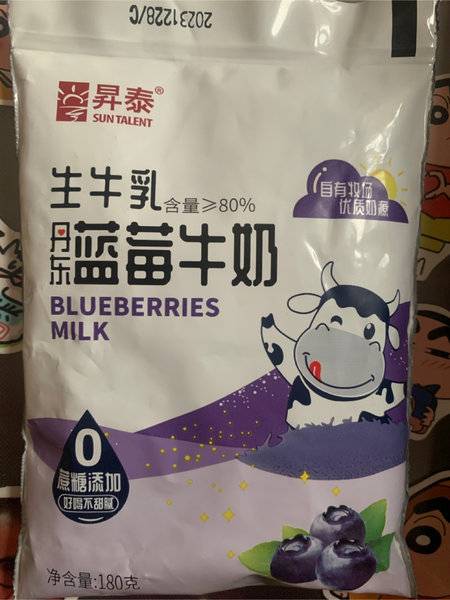 20231228/C
昇泰®
SUN TALENT
生牛乳 含量≥80%
自有牧场
优质奶源
丹东蓝莓牛奶
BLUEBERRIES
MILK
0
蔗糖添加
好喝不甜腻
净含量:180克